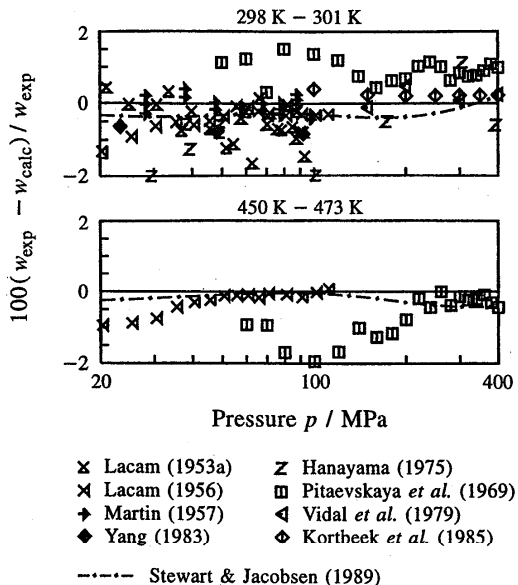 298 K – 301 K
2
0
−2
450 K – 473 K
2
0
−2
20
100
400
100(w_exp − w_calc) / w_exp
Pressure p / MPa
Lacam (1953a)
Lacam (1956)
Martin (1957)
Yang (1983)
Hanayama (1975)
Pitaevskaya et al. (1969)
Vidal et al. (1979)
Kortbeek et al. (1985)
Stewart & Jacobsen (1989)